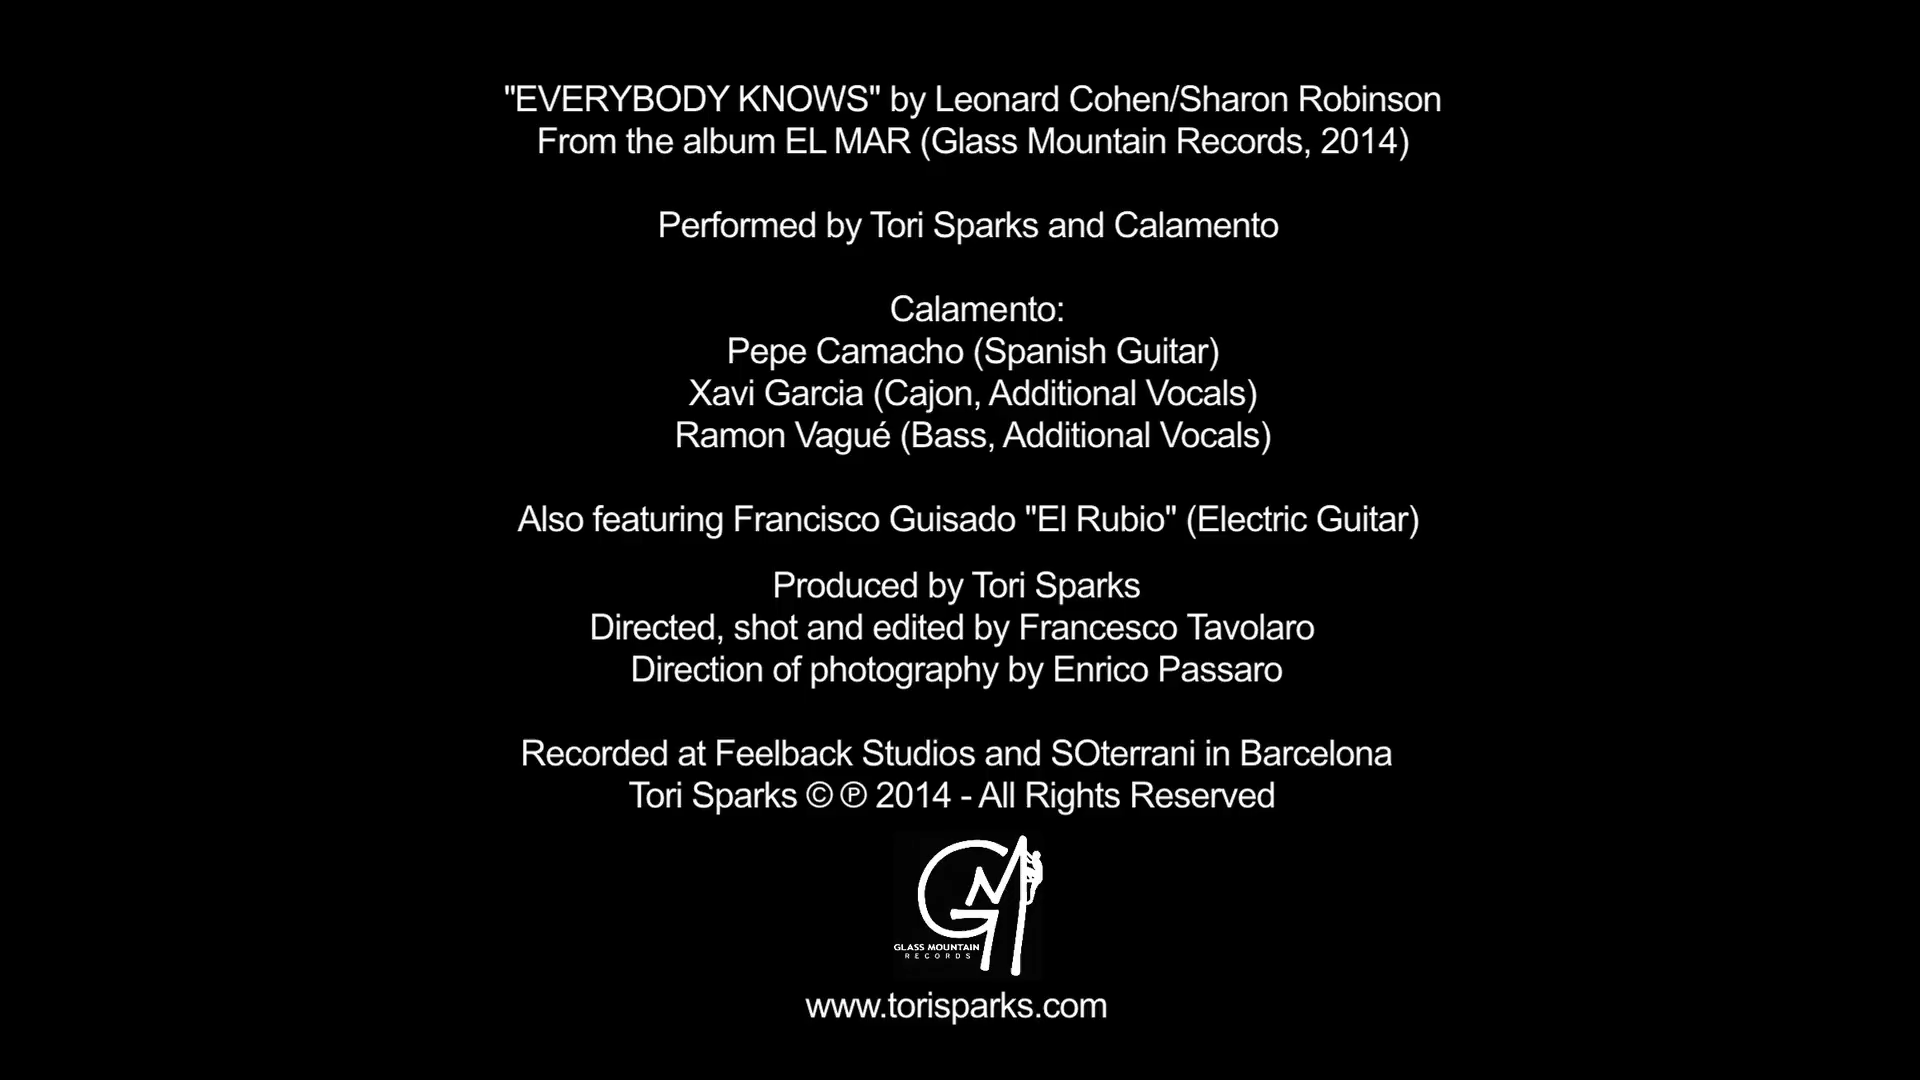 "EVERYBODY KNOWS" by Leonard Cohen/Sharon Robinson
From the album EL MAR (Glass Mountain Records, 2014)
Performed by Tori Sparks and Calamento
Calamento:
Pepe Camacho (Spanish Guitar)
Xavi Garcia (Cajon, Additional Vocals)
Ramon Vagué (Bass, Additional Vocals)
Also featuring Francisco Guisado "El Rubio" (Electric Guitar)
Produced by Tori Sparks
Directed, shot and edited by Francesco Tavolaro
Direction of photography by Enrico Passaro
Recorded at Feelback Studios and SOterrani in Barcelona
Tori Sparks © ℗ 2014 - All Rights Reserved
GM
GLASS MOUNTAIN
RECORDS
www.torisparks.com